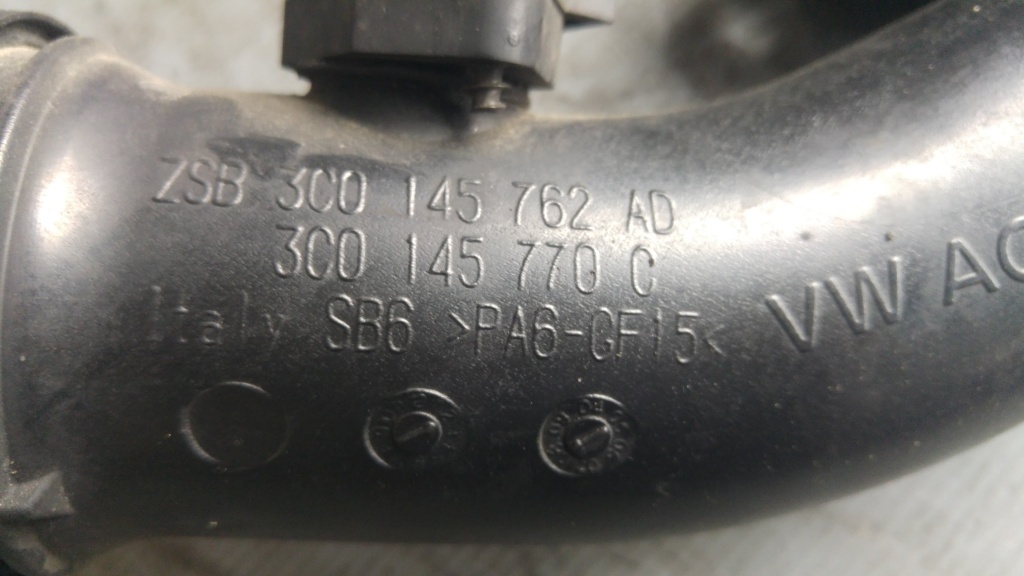 ZSB 3C0 145 762 AD
3C0 145 770 C
Italy SB6 >PA6-GF15<
VW AG